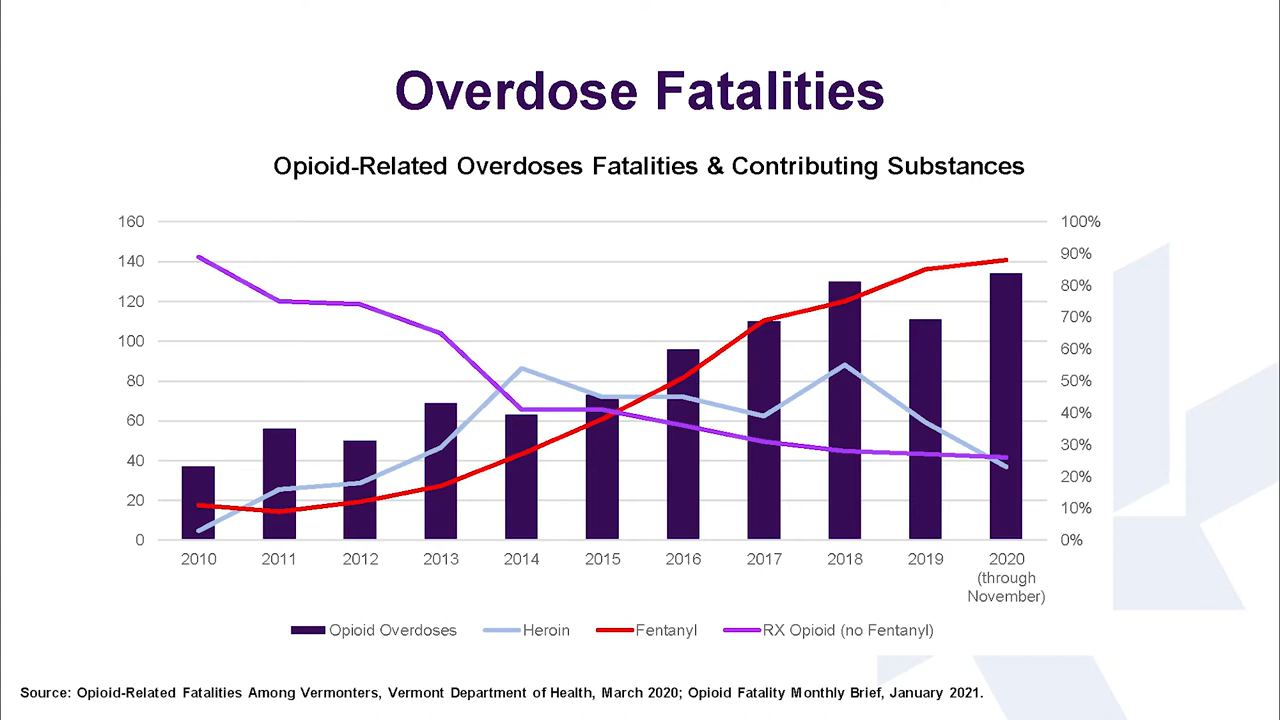 Overdose Fatalities
Opioid-Related Overdoses Fatalities & Contributing Substances
160
140
120
100
80
60
40
20
0
100%
90%
80%
70%
60%
50%
40%
30%
20%
10%
0%
2010 2011 2012 2013 2014 2015 2016 2017 2018 2019 2020
(through
November)
Opioid Overdoses Heroin Fentanyl RX Opioid (no Fentanyl)
Source: Opioid-Related Fatalities Among Vermonters, Vermont Department of Health, March 2020; Opioid Fatality Monthly Brief, January 2021.